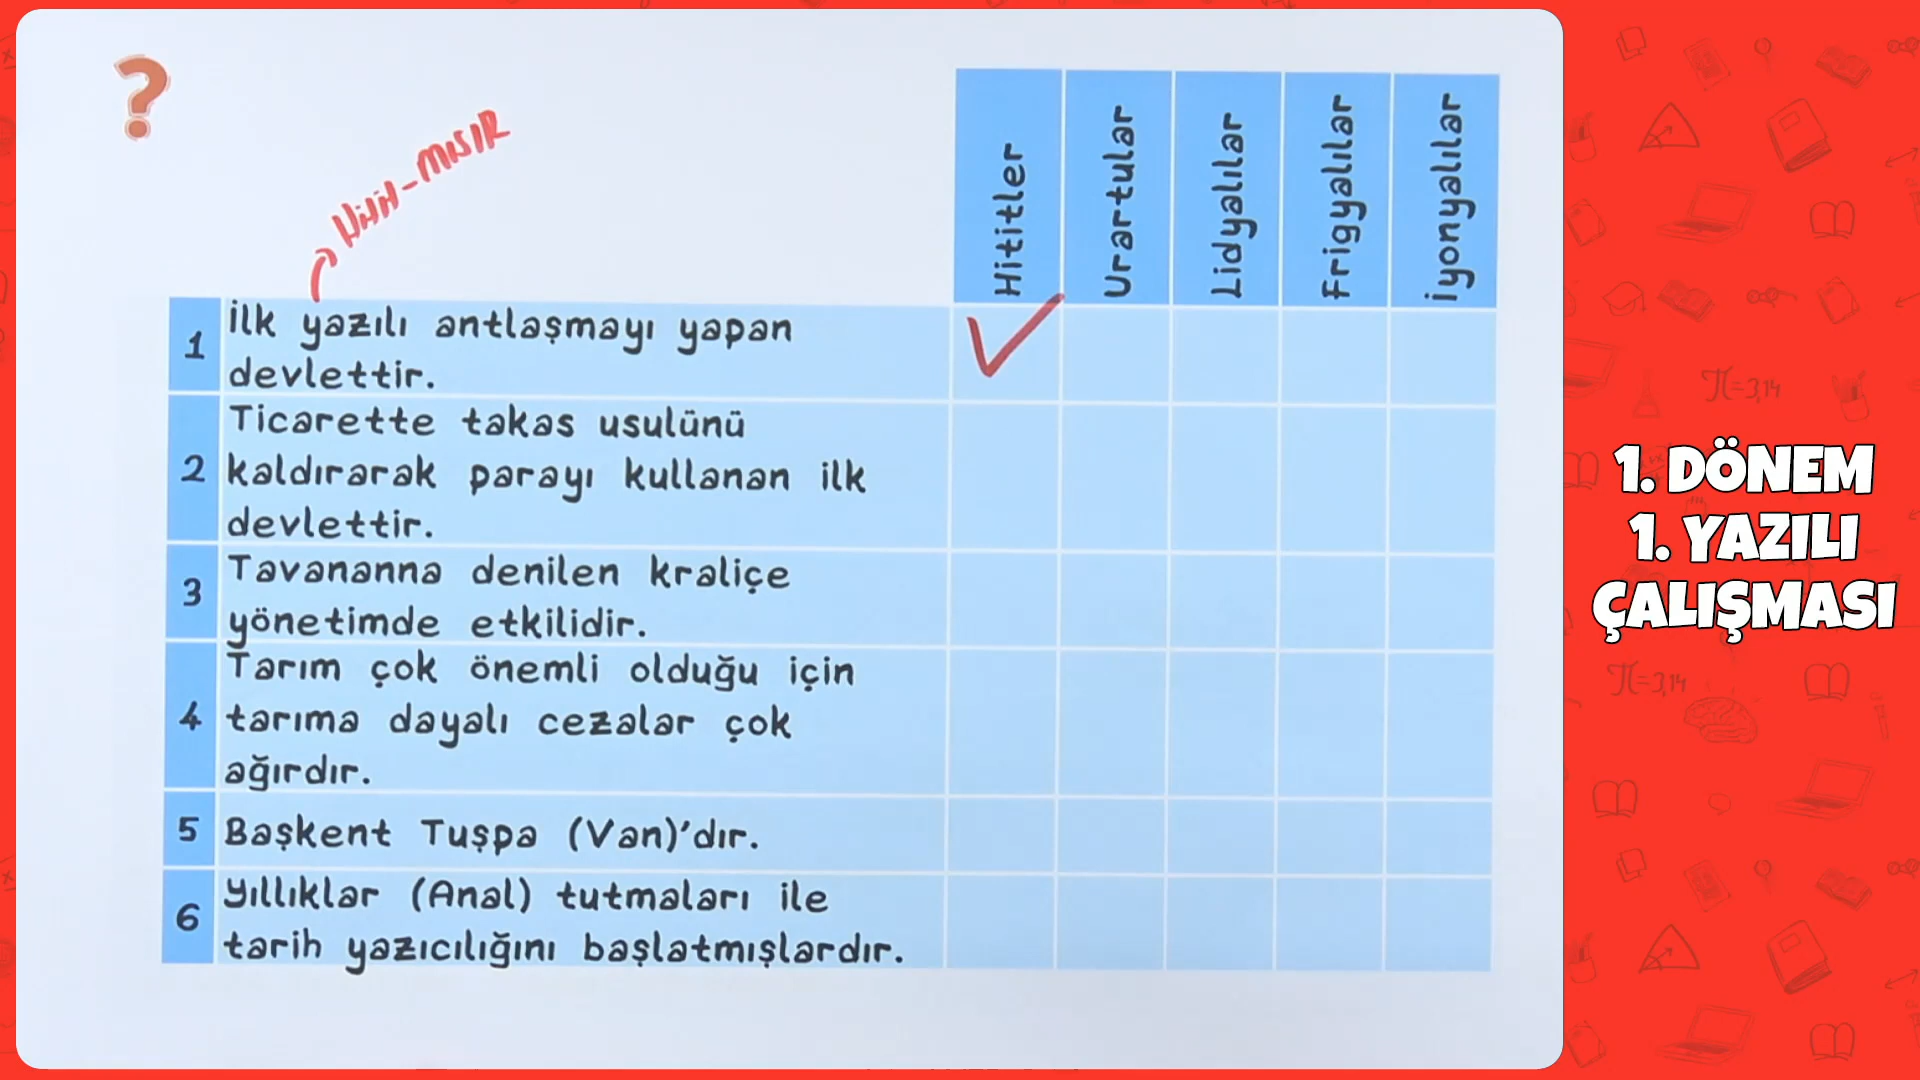 ?
Hitit-MISIR
Hititler
Urartular
Lidyalılar
Frigyalılar
İyonyalılar
1
İlk yazılı antlaşmayı yapan
devlettir.
2
Ticarette takas usulünü
kaldırarak parayı kullanan ilk
devlettir.
3
Tavananna denilen kraliçe
yönetimde etkilidir.
4
Tarım çok önemli olduğu için
tarıma dayalı cezalar çok
ağırdır.
5
Başkent Tuşpa (Van)'dır.
6
Yıllıklar (Anal) tutmaları ile
tarih yazıcılığını başlatmışlardır.
1. DÖNEM
1. YAZILI
ÇALIŞMASI
π=3,14
π=3,14